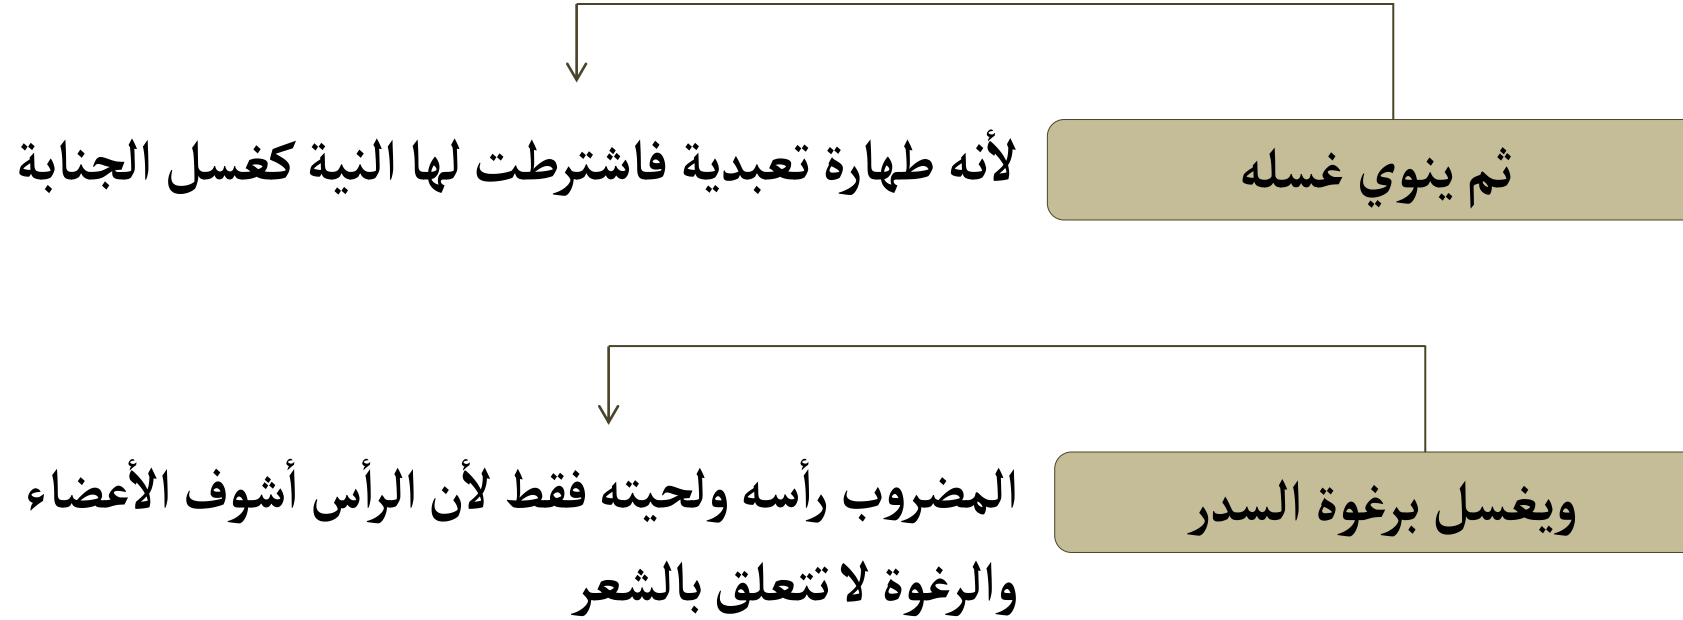 ثم ينوي غسله
لأنه طهارة تعبدية فاشترطت لها النية كغسل الجنابة
ويغسل برغوة السدر
المضروب رأسه ولحيته فقط لأن الرأس أشوف الأعضاء
والرغوة لا تتعلق بالشعر